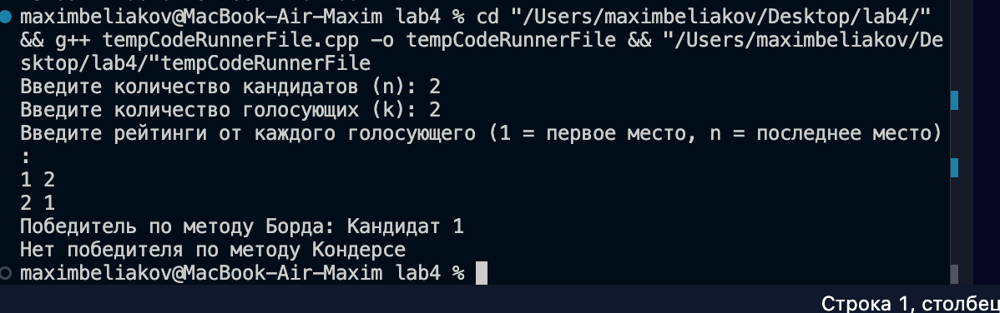 maximbeliakov@MacBook-Air-Maxim lab4 % cd "/Users/maximbeliakov/Desktop/lab4/"
&& g++ tempCodeRunnerFile.cpp -o tempCodeRunnerFile && "/Users/maximbeliakov/De
sktop/lab4/"tempCodeRunnerFile
Введите количество кандидатов (n): 2
Введите количество голосующих (k): 2
Введите рейтинги от каждого голосующего (1 = первое место, n = последнее место)
:
1 2
2 1
Победитель по методу Борда: Кандидат 1
Нет победителя по методу Кондерсе
maximbeliakov@MacBook-Air-Maxim lab4 %
Строка 1, столбец